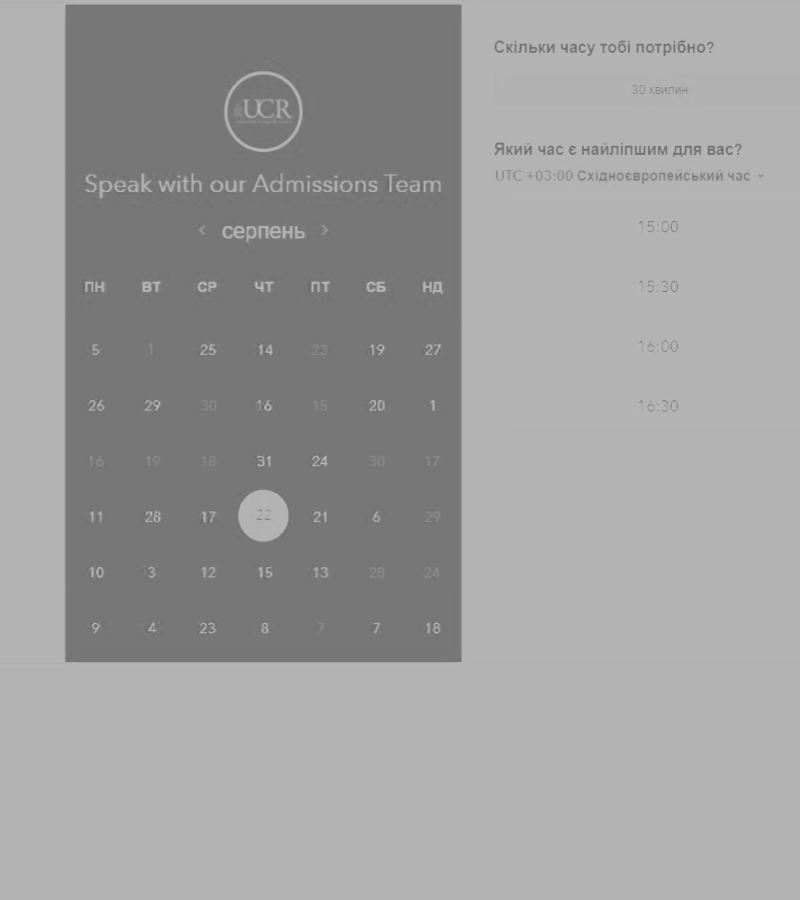 UCR
Speak with our Admissions Team
‹ серпень ›
ПН ВТ СР ЧТ ПТ СБ НД
5 1 25 14 23 19 27
26 29 30 16 15 20 1
16 19 18 31 24 30 17
11 28 17 22 21 6 29
10 3 12 15 13 28 24
9 4 23 8 7 7 18
Скільки часу тобі потрібно?
30 хвилин
Який час є найліпшим для вас?
UTC +03:00 Східноєвропейський час
15:00
15:30
16:00
16:30